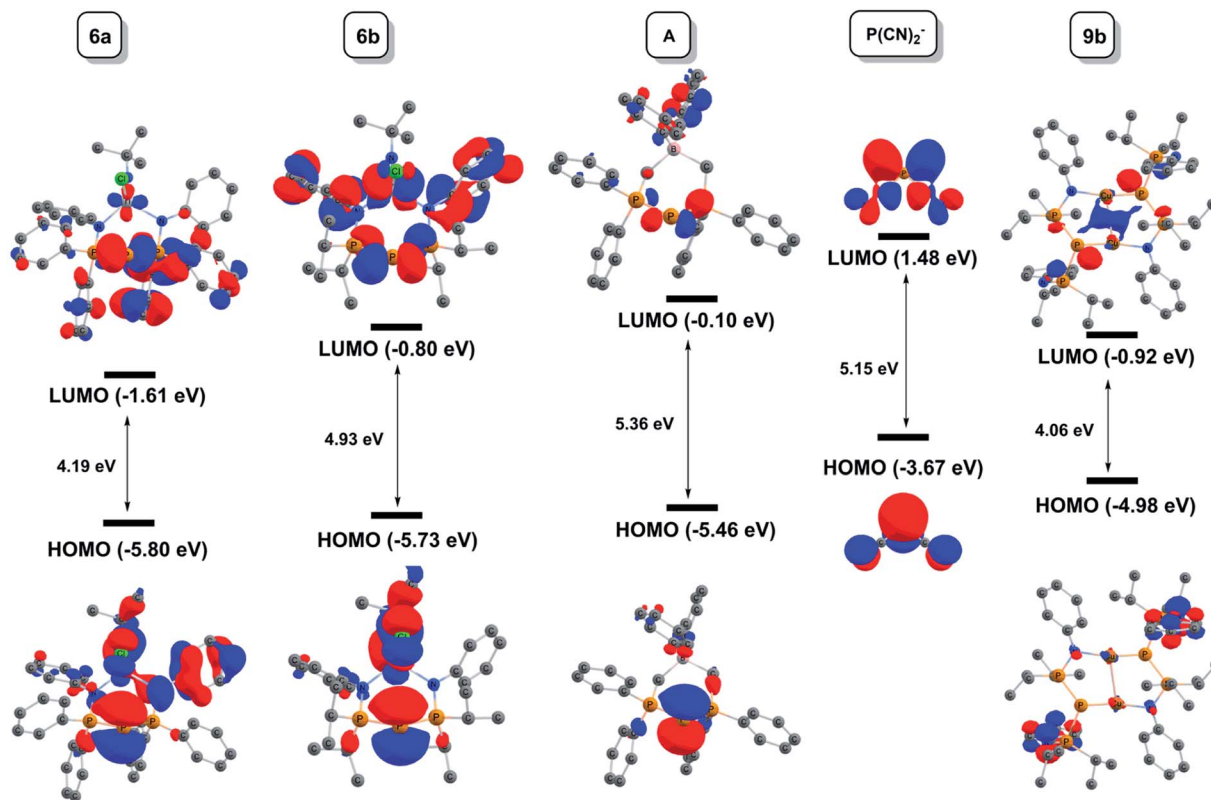 6a
6b
A
P(CN)₂⁻
9b
LUMO (-1.61 eV)
4.19 eV
HOMO (-5.80 eV)
LUMO (-0.80 eV)
4.93 eV
HOMO (-5.73 eV)
LUMO (-0.10 eV)
5.36 eV
HOMO (-5.46 eV)
LUMO (1.48 eV)
5.15 eV
HOMO (-3.67 eV)
LUMO (-0.92 eV)
4.06 eV
HOMO (-4.98 eV)